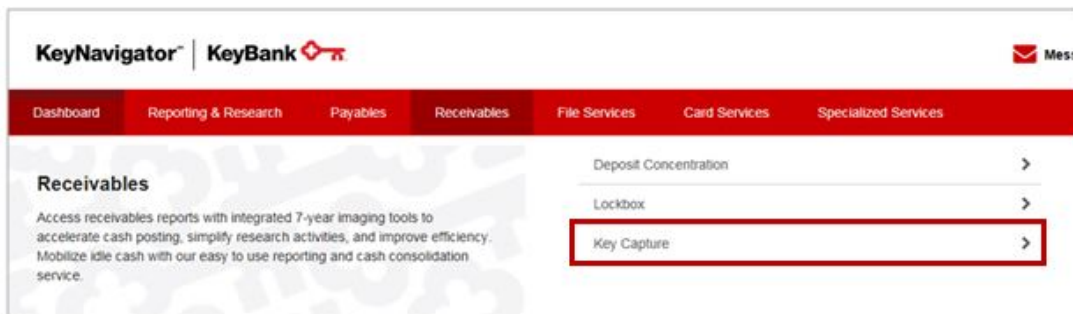 KeyNavigator™ | KeyBank
Dashboard Reporting & Research Payables Receivables File Services Card Services Specialized Services
Receivables
Access receivables reports with integrated 7-year imaging tools to
accelerate cash posting, simplify research activities, and improve efficiency.
Mobilize idle cash with our easy to use reporting and cash consolidation
service.
Deposit Concentration
Lockbox
Key Capture